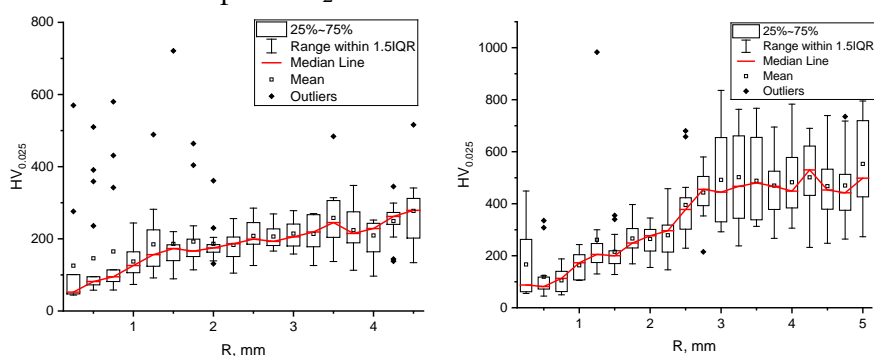 800
600
400
200
0
HV0.025
1
2
3
4
R, mm
25%~75%
Range within 1.5IQR
Median Line
Mean
Outliers
1000
800
600
400
200
0
HV0.025
0
1
2
3
4
5
R, mm
25%~75%
Range within 1.5IQR
Median Line
Mean
Outliers